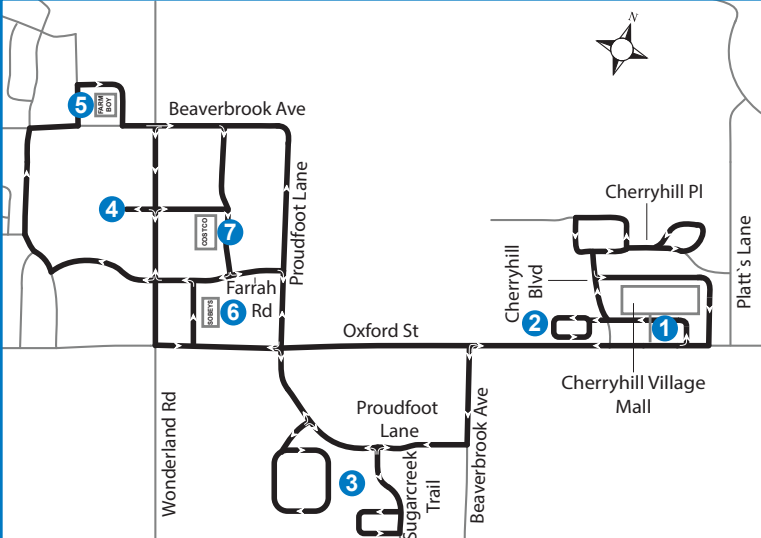 N
5
FARM
BOY
Beaverbrook Ave
Proudfoot Lane
4
COSTCO
7
Farrah
Rd
SOBEYS
6
Cherryhill Pl
Platt`s Lane
Cherryhill
Blvd
2
1
Oxford St
Cherryhill Village
Mall
Wonderland Rd
Proudfoot
Lane
Beaverbrook Ave
3
Sugarcreek
Trail